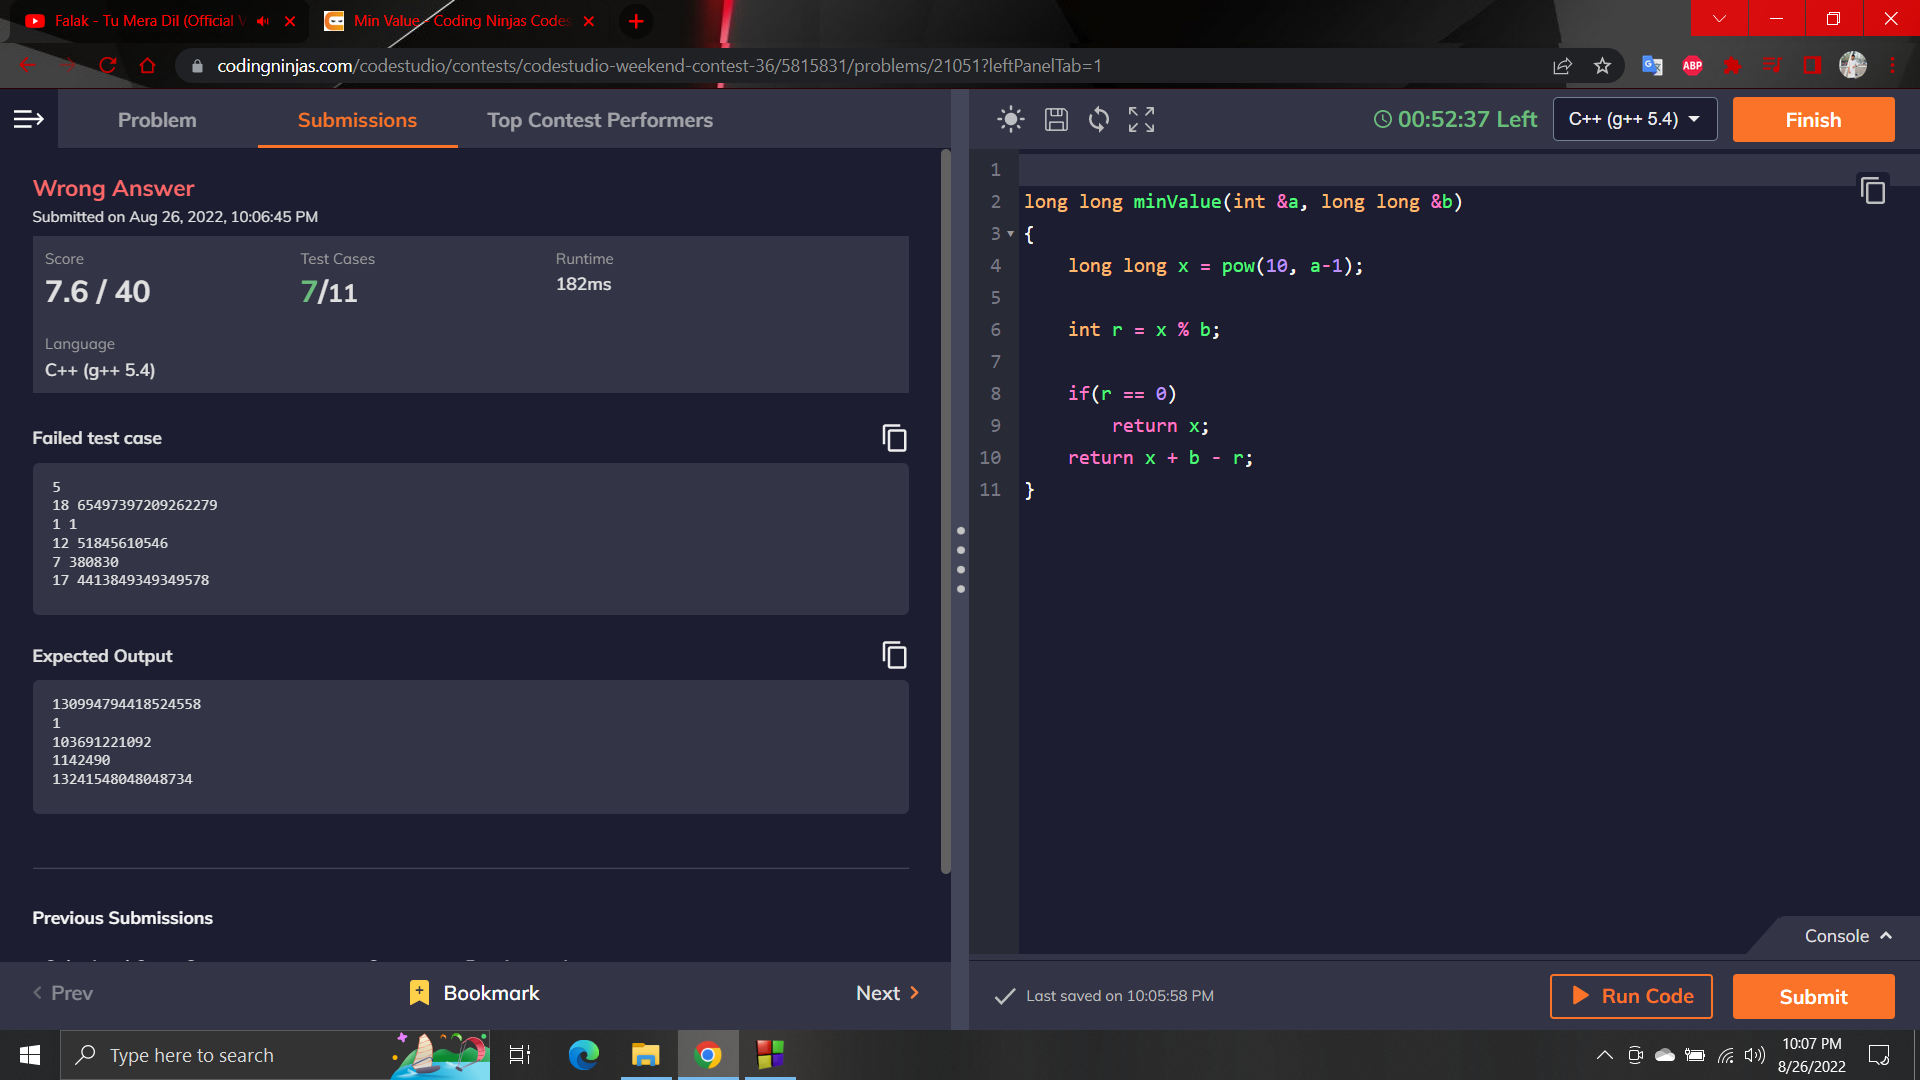 Falak - Tu Mera Dil (Official
Min Value - Coding Ninjas Codes
codingninjas.com/codestudio/contests/codestudio-weekend-contest-36/5815831/problems/21051?leftPanelTab=1
ABP
Problem
Submissions
Top Contest Performers
00:52:37 Left
C++ (g++ 5.4)
Finish
Wrong Answer
Submitted on Aug 26, 2022, 10:06:45 PM
Score
Test Cases
Runtime
7.6 / 40
7/11
182ms
Language
C++ (g++ 5.4)
Failed test case
5
18 65497397209262279
1 1
12 51845610546
7 380830
17 4413849349349578
Expected Output
130994794418524558
1
103691221092
1142490
13241548048048734
Previous Submissions
Prev
Bookmark
Next
1
2 long long minValue(int &a, long long &b)
3 {
4 long long x = pow(10, a-1);
5
6 int r = x % b;
7
8 if(r == 0)
9 return x;
10 return x + b - r;
11 }
Console
Last saved on 10:05:58 PM
Run Code
Submit
Type here to search
10:07 PM
8/26/2022